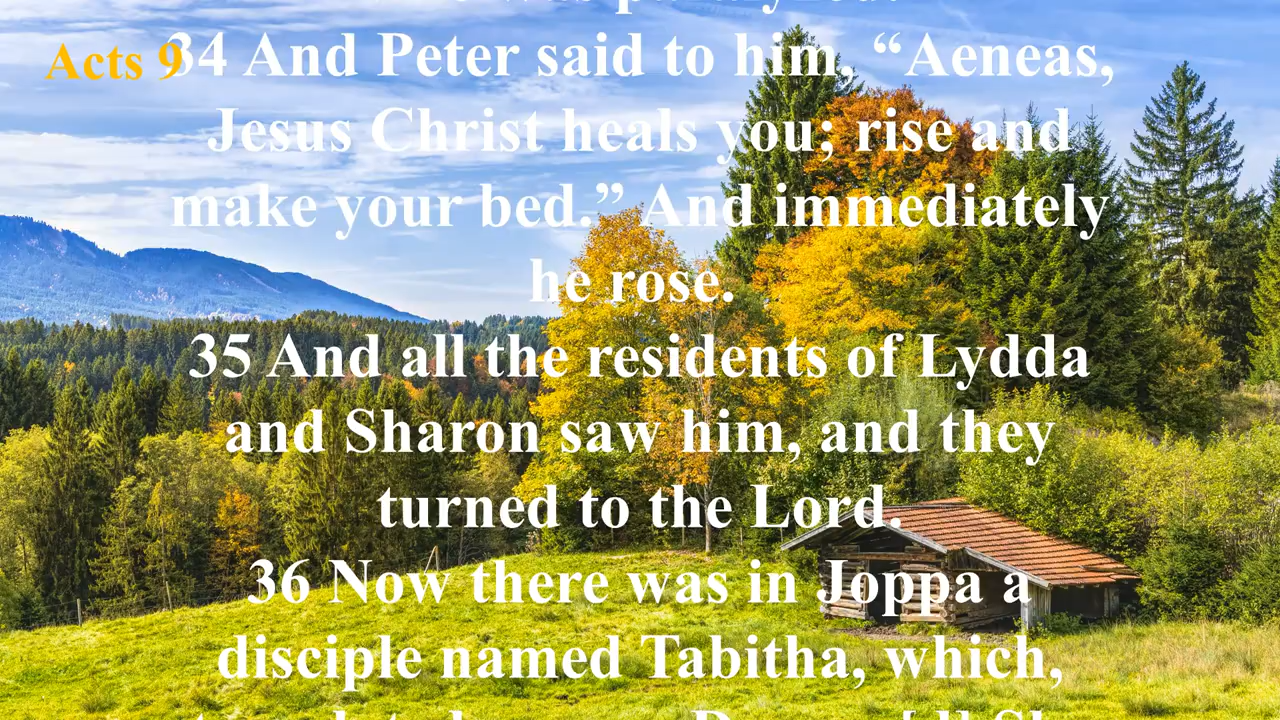 Acts 9
34 And Peter said to him, “Aeneas,
Jesus Christ heals you; rise and
make your bed.” And immediately
he rose.
35 And all the residents of Lydda
and Sharon saw him, and they
turned to the Lord.
36 Now there was in Joppa a
disciple named Tabitha, which,